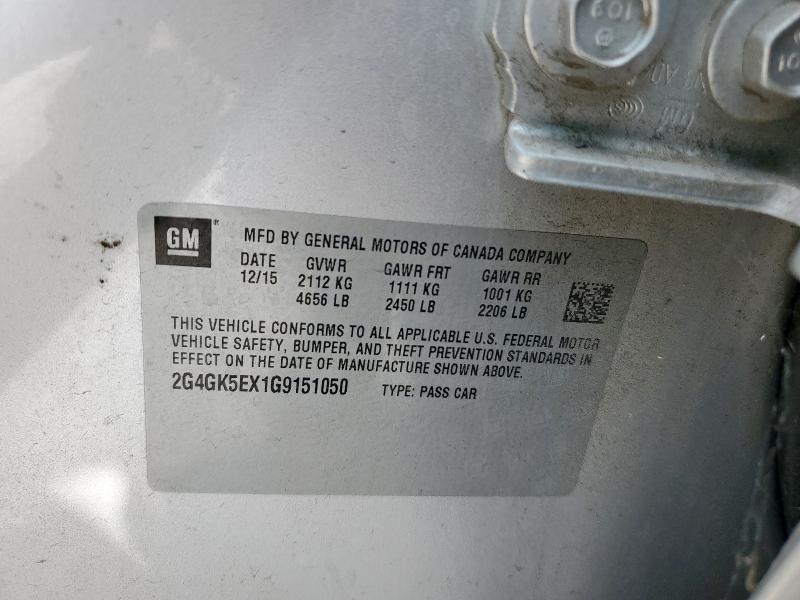 GM ® MFD BY GENERAL MOTORS OF CANADA COMPANY
DATE GVWR GAWR FRT GAWR RR
12/15 2112 KG 1111 KG 1001 KG
4656 LB 2450 LB 2206 LB
THIS VEHICLE CONFORMS TO ALL APPLICABLE U.S. FEDERAL MOTOR
VEHICLE SAFETY, BUMPER, AND THEFT PREVENTION STANDARDS IN
EFFECT ON THE DATE OF MANUFACTURE SHOWN ABOVE.
2G4GK5EX1G9151050 TYPE: PASS CAR
109
GM